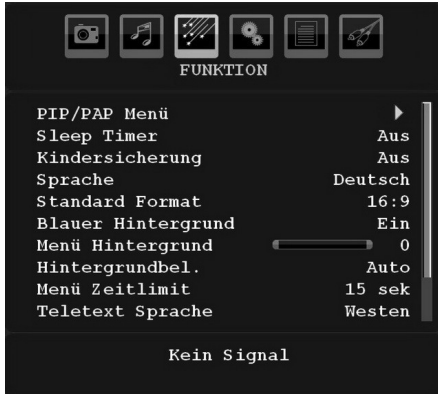 FUNKTION
PIP/PAP Menü
Sleep Timer Aus
Kindersicherung Aus
Sprache Deutsch
Standard Format 16:9
Blauer Hintergrund Ein
Menü Hintergrund 0
Hintergrundbel. Auto
Menü Zeitlimit 15 sek
Teletext Sprache Westen
Kein Signal